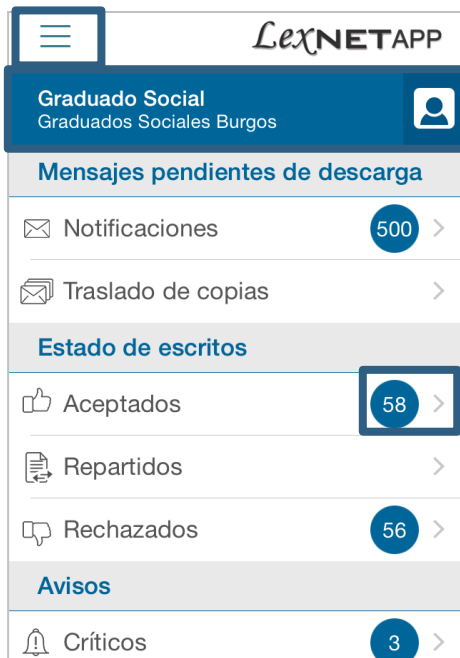 LexNETAPP
Graduado Social
Graduados Sociales Burgos
Mensajes pendientes de descarga
Notificaciones 500
Traslado de copias
Estado de escritos
Aceptados 58
Repartidos
Rechazados 56
Avisos
Críticos 3